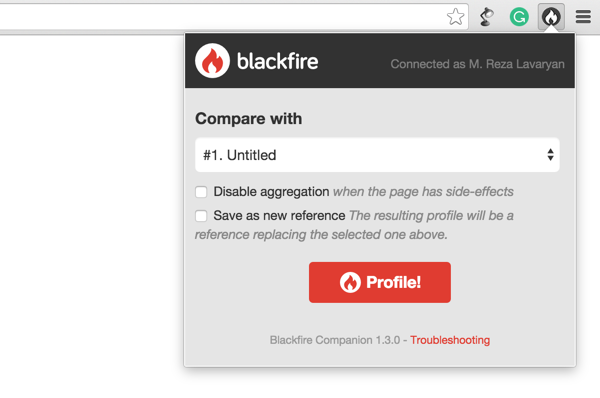 blackfire
Connected as M. Reza Lavaryan
Compare with
#1. Untitled
Disable aggregation when the page has side-effects
Save as new reference The resulting profile will be a
reference replacing the selected one above.
Profile!
Blackfire Companion 1.3.0 - Troubleshooting